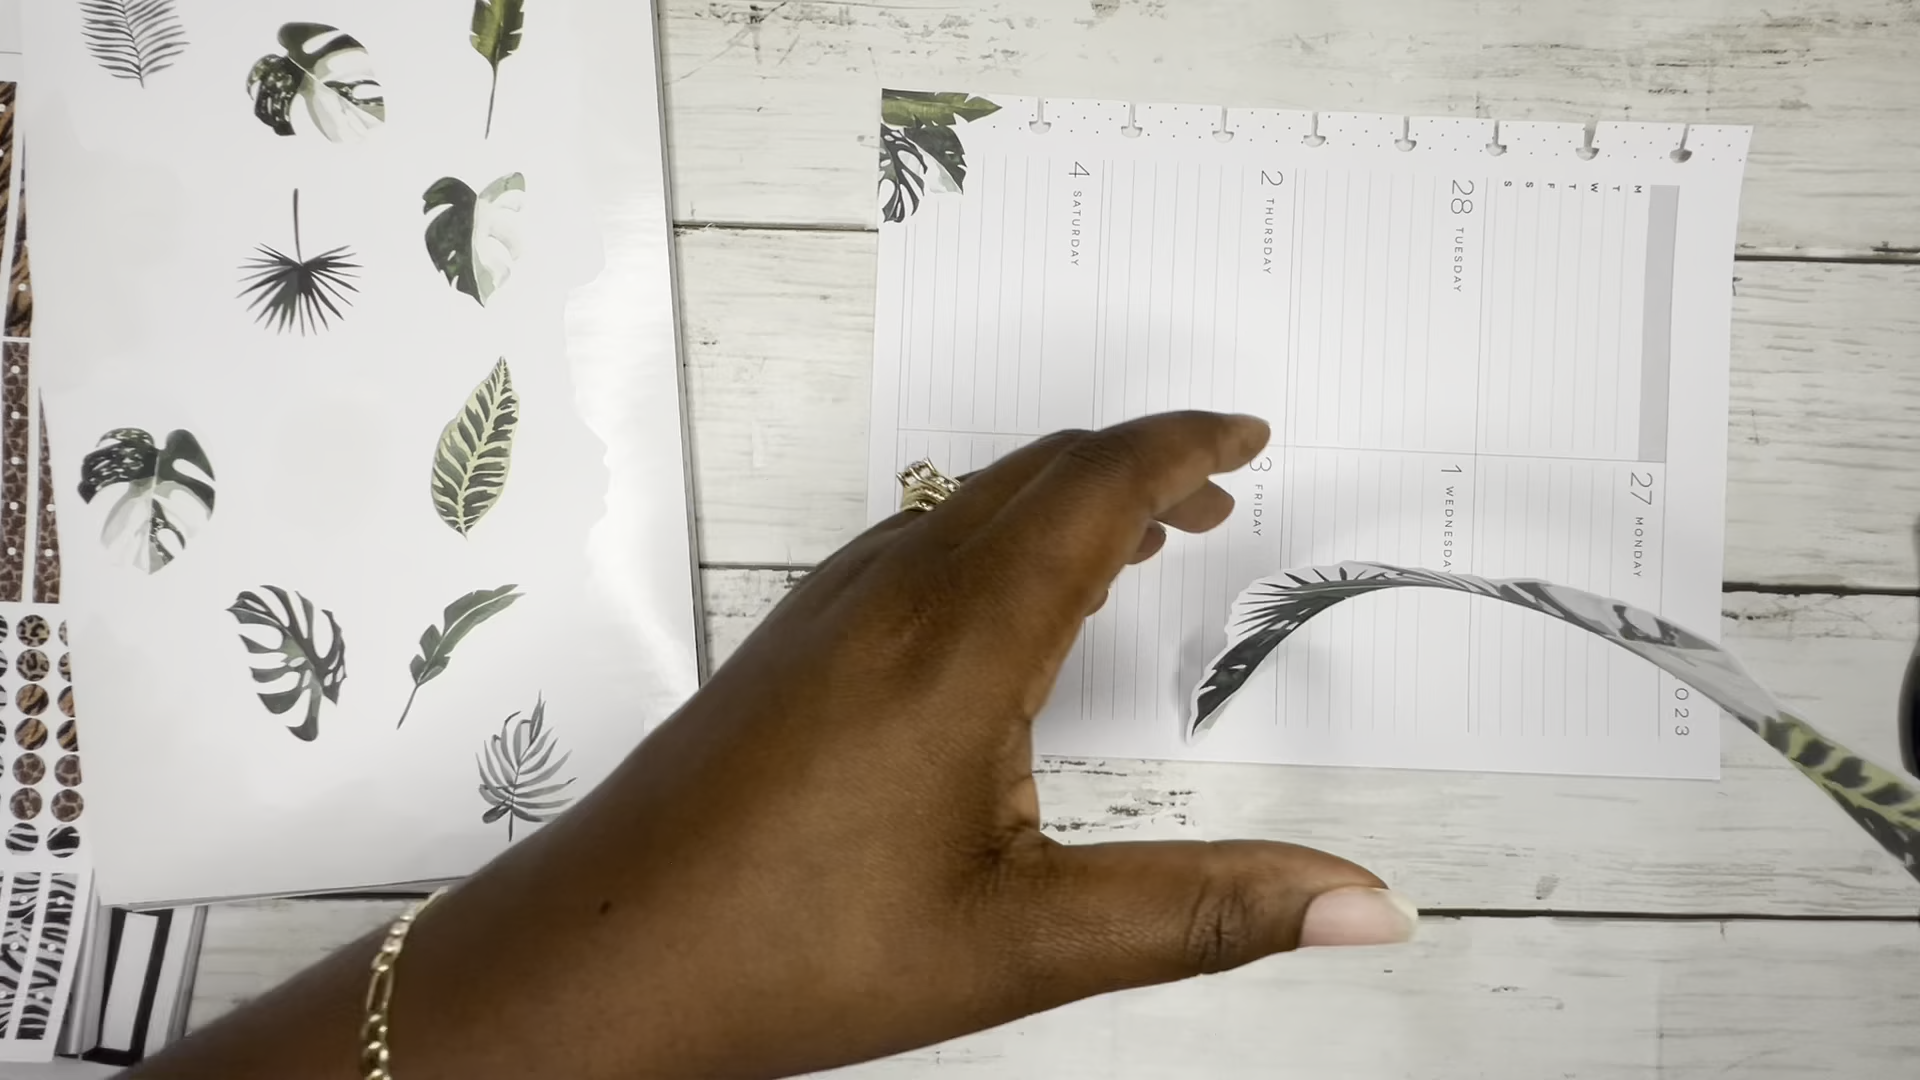 023
M
T
W
T
F
S
S
27 MONDAY
28 TUESDAY
1 WEDNESDAY
2 THURSDAY
3 FRIDAY
4 SATURDAY